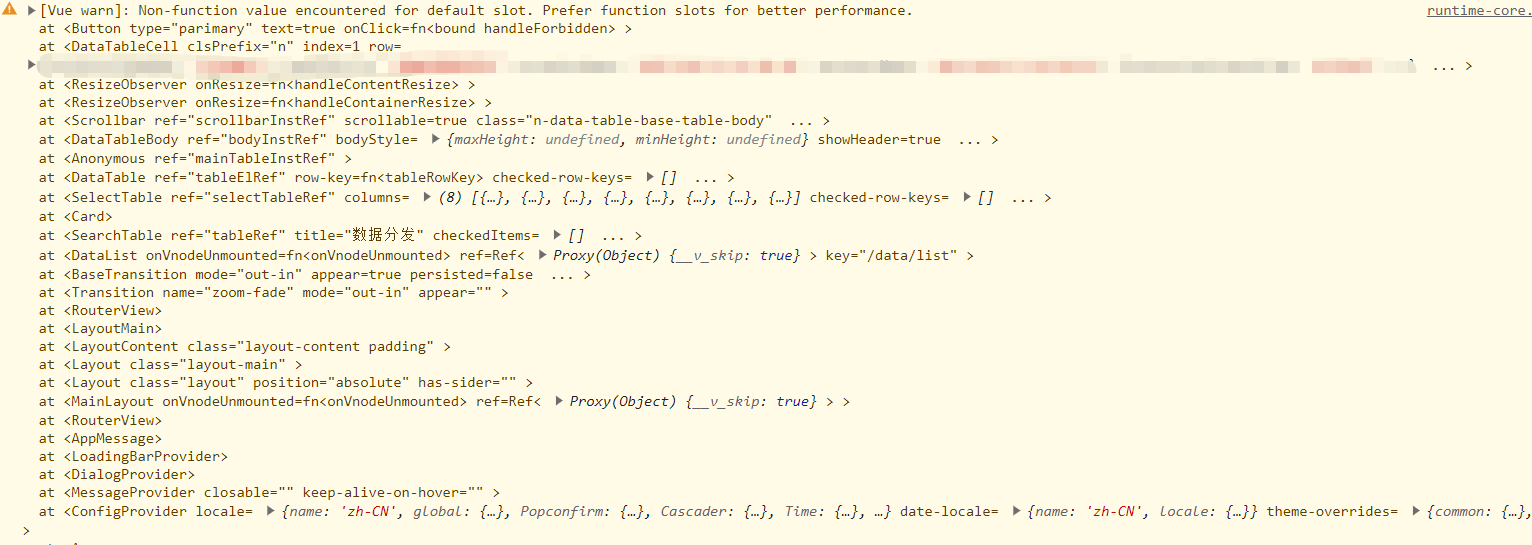 [Vue warn]: Non-function value encountered for default slot. Prefer function slots for better performance. runtime-core.
at <Button type="parimary" text=true onClick=fn<bound handleForbidden> >
at <DataTableCell clsPrefix="n" index=1 row=
... >
at <ResizeObserver onResize=fn<handleContentResize> >
at <ResizeObserver onResize=fn<handleContainerResize> >
at <Scrollbar ref="scrollbarInstRef" scrollable=true class="n-data-table-base-table-body" ... >
at <DataTableBody ref="bodyInstRef" bodyStyle= {maxHeight: undefined, minHeight: undefined} showHeader=true ... >
at <Anonymous ref="mainTableInstRef" >
at <DataTable ref="tableElRef" row-key=fn<tableRowKey> checked-row-keys= [] ... >
at <SelectTable ref="selectTableRef" columns= (8) [{…}, {…}, {…}, {…}, {…}, {…}, {…}, {…}] checked-row-keys= [] ... >
at <Card>
at <SearchTable ref="tableRef" title="数据分发" checkedItems= [] ... >
at <DataList onVnodeUnmounted=fn<onVnodeUnmounted> ref=Ref< Proxy(Object) {__v_skip: true} > key="/data/list" >
at <BaseTransition mode="out-in" appear=true persisted=false ... >
at <Transition name="zoom-fade" mode="out-in" appear="" >
at <RouterView>
at <LayoutMain>
at <LayoutContent class="layout-content padding" >
at <Layout class="layout-main" >
at <Layout class="layout" position="absolute" has-sider="" >
at <MainLayout onVnodeUnmounted=fn<onVnodeUnmounted> ref=Ref< Proxy(Object) {__v_skip: true} > >
at <RouterView>
at <AppMessage>
at <LoadingBarProvider>
at <DialogProvider>
at <MessageProvider closable="" keep-alive-on-hover="" >
at <ConfigProvider locale= {name: 'zh-CN', global: {…}, Popconfirm: {…}, Cascader: {…}, Time: {…}, …} date-locale= {name: 'zh-CN', locale: {…}} theme-overrides= {common: {…},
>